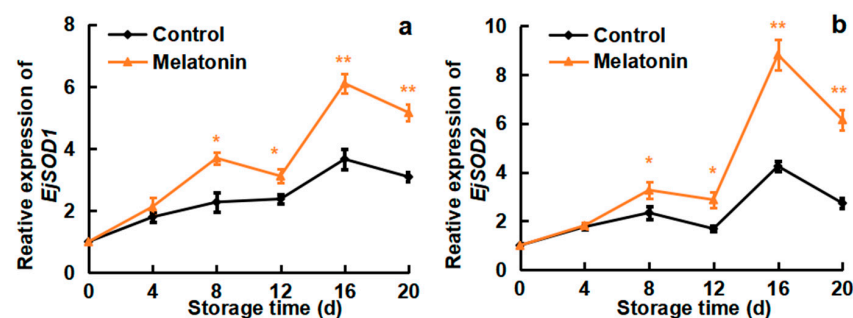 a
Control
Melatonin
Reative expression of
EjSOD1
8
6
4
2
0
*
*
**
**
0 4 8 12 16 20
Storage time (d)
b
Control
Melatonin
Reative expression of
EjSOD2
10
8
6
4
2
0
*
*
**
**
0 4 8 12 16 20
Storage time (d)